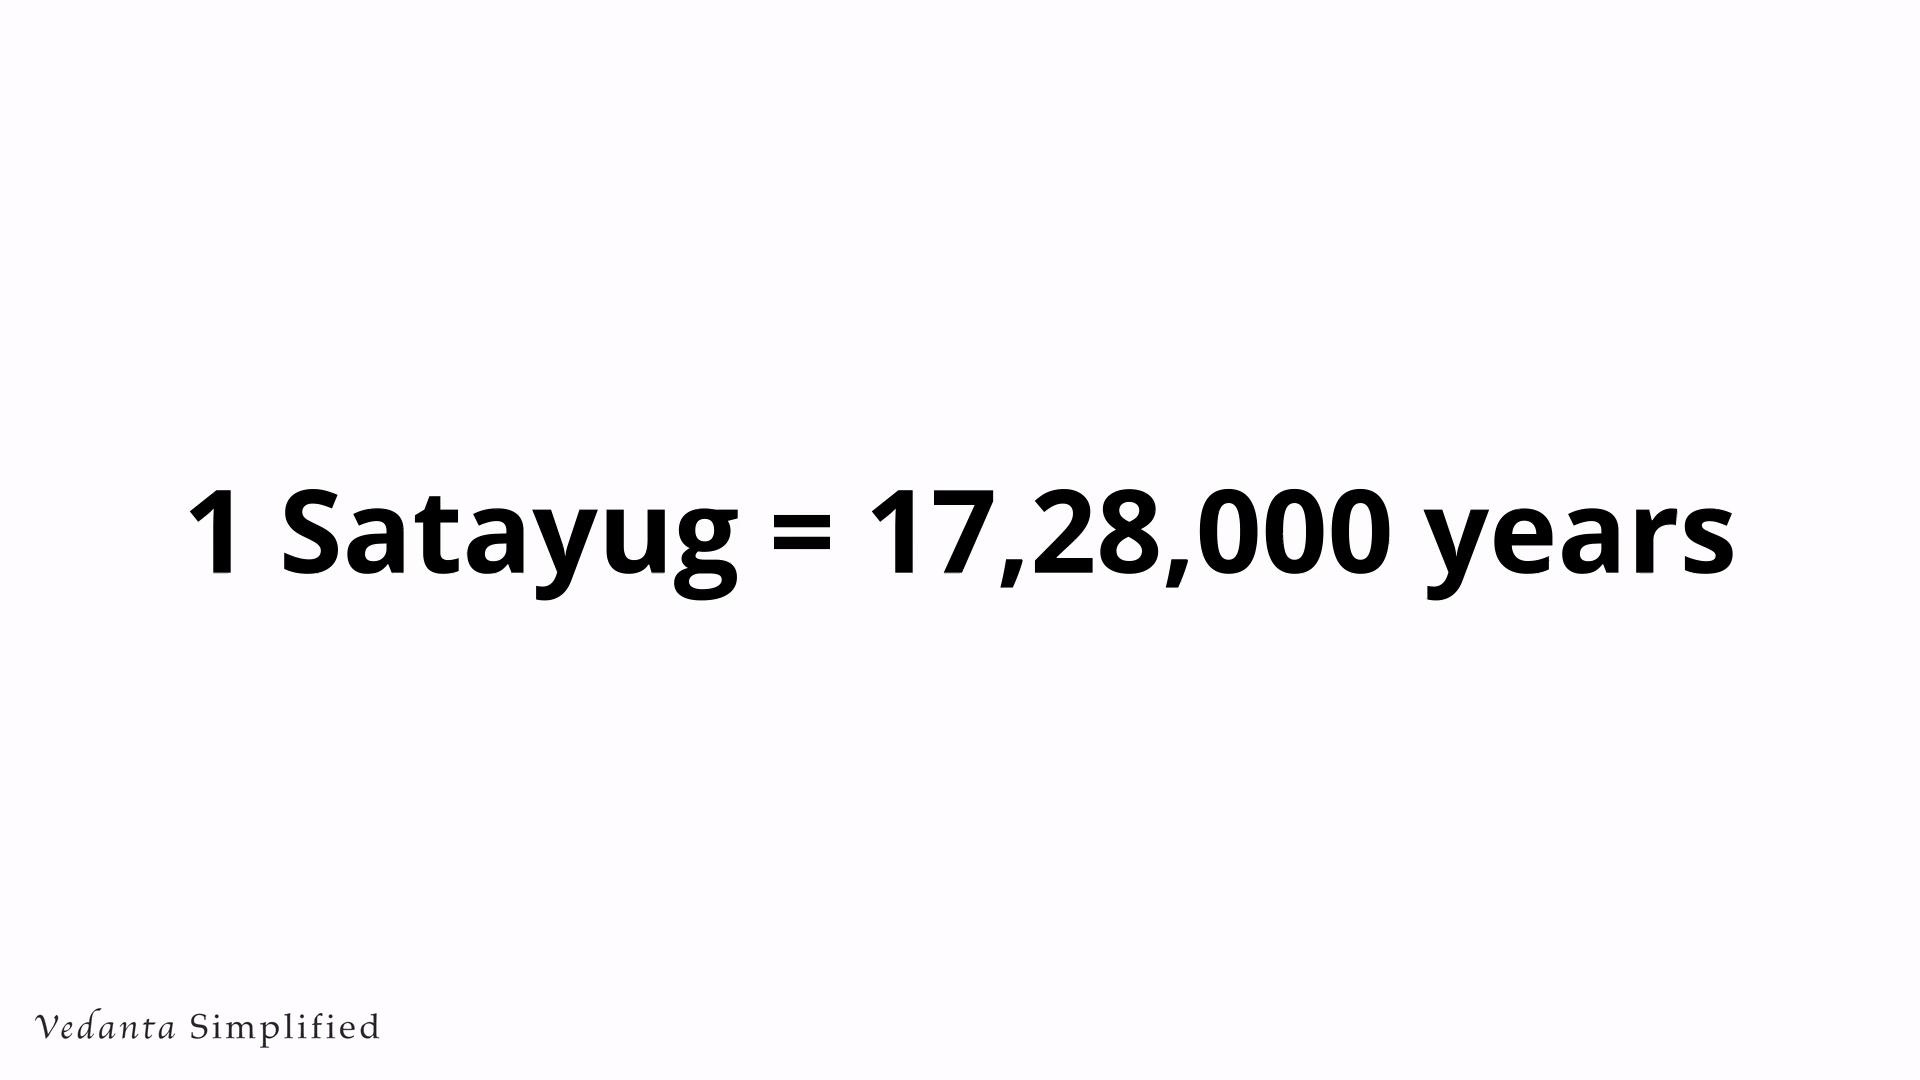 1 Satayug = 17,28,000 years
Vedanta Simplified